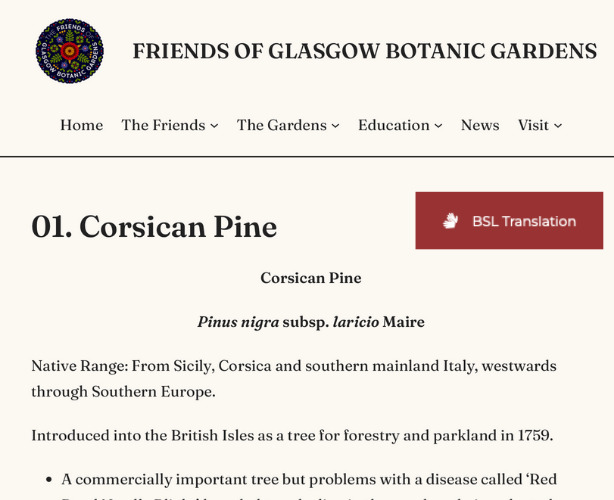 THE FRIENDS OF
GLASGOW BOTANIC GARDENS
FRIENDS OF GLASGOW BOTANIC GARDENS
Home The Friends The Gardens Education News Visit
01. Corsican Pine
BSL Translation
Corsican Pine
Pinus nigra subsp. laricio Maire
Native Range: From Sicily, Corsica and southern mainland Italy, westwards
through Southern Europe.
Introduced into the British Isles as a tree for forestry and parkland in 1759.
• A commercially important tree but problems with a disease called ‘Red